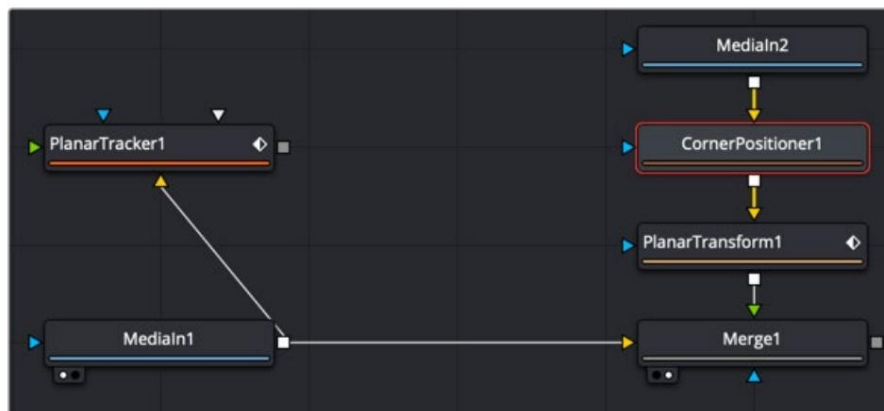 MediaIn2
PlanarTracker1
CornerPositioner1
PlanarTransform1
MediaIn1
Merge1